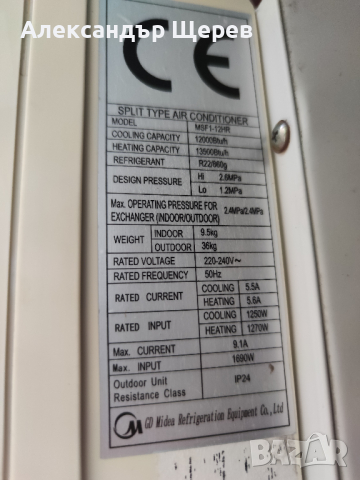 Александър Щерев
CE
SPLIT TYPE AIR CONDITIONER
MODEL MSF1-12HR
COOLING CAPACITY 12000Btu/h
HEATING CAPACITY 13500Btu/h
REFRIGERANT R22/860g
DESIGN PRESSURE Hi 2.6MPa
Lo 1.2MPa
Max. OPERATING PRESSURE FOR
EXCHANGER (INDOOR/OUTDOOR) 2.4MPa/2.4MPa
WEIGHT INDOOR 9.5kg
OUTDOOR 36kg
RATED VOLTAGE 220-240V~
RATED FREQUENCY 50Hz
RATED CURRENT COOLING 5.5A
HEATING 5.6A
RATED INPUT COOLING 1250W
HEATING 1270W
Max. CURRENT 9.1A
Max. INPUT 1690W
Outdoor Unit
Resistance Class IP24
GD Midea Refrigeration Equipment Co., Ltd
BAZAR